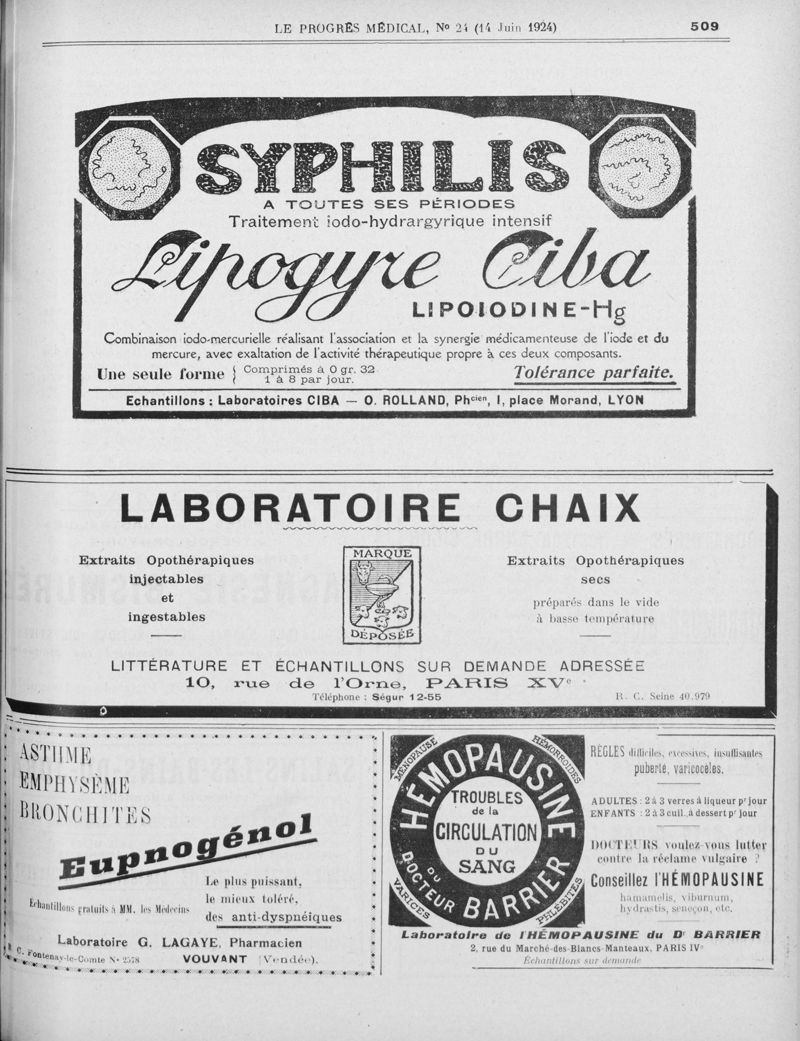 LE PROGRÈS MÉDICAL, No 24 (14 Juin 1924) 509
SYPHILIS
A TOUTES SES PÉRIODES
Traitement iodo-hydrargyrique intensif
Lipogyre Ciba
LIPOIODINE-Hg
Combinaison iodo-mercurielle réalisant l'association et la synergie médicamenteuse de l'iode et du
mercure, avec exaltation de l'activité thérapeutique propre à ces deux composants.
Une seule forme { Comprimés à 0 gr. 32
1 à 8 par jour.
Tolérance parfaite.
Echantillons : Laboratoires CIBA — O. ROLLAND, Phcien, 1, place Morand, LYON
LABORATOIRE CHAIX
Extraits Opothérapiques
injectables
et
ingestables
MARQUE
DÉPOSÉE
Extraits Opothérapiques
secs
préparés dans le vide
à basse température
LITTÉRATURE ET ÉCHANTILLONS SUR DEMANDE ADRESSÉE
10, rue de l'Orne, PARIS XVe
Téléphone : Ségur 12-55 R. C. Seine 40.979
ASTHME
EMPHYSÈME
BRONCHITES
Eupnogénol
Échantillons gratuits à MM. les Médecins
Le plus puissant,
le mieux toléré,
des anti-dyspnéiques
Laboratoire G. LAGAYE, Pharmacien
R. C. Fontenay-le-Comte No 2578 VOUVANT (Vendée).
MÉNOPAUSE
HÉMORROÏDES
HÉMOPAUSINE
TROUBLES
de la
CIRCULATION
DU
SANG
DU
DOCTEUR BARRIER
VARICES
PHLÉBITES
RÈGLES difficiles, excessives, insuffisantes
puberté, varicocèles.
ADULTES : 2 à 3 verres à liqueur pr jour
ENFANTS : 2 à 3 cuil. à dessert pr jour
DOCTEURS voulez-vous lutter
contre la réclame vulgaire ?
Conseillez l'HÉMOPAUSINE
hamamelis, viburnum,
hydrastis, seneçon, etc.
Laboratoire de l'HÉMOPAUSINE du Dr BARRIER
2, rue du Marché-des-Blancs-Manteaux, PARIS IVe
Échantillons sur demande